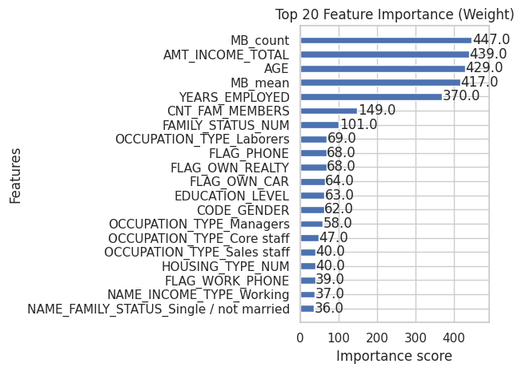 Top 20 Feature Importance (Weight)
MB_count 447.0
AMT_INCOME_TOTAL 439.0
AGE 429.0
MB_mean 417.0
YEARS_EMPLOYED 370.0
CNT_FAM_MEMBERS 149.0
FAMILY_STATUS_NUM 101.0
OCCUPATION_TYPE_Laborers 69.0
FLAG_PHONE 68.0
FLAG_OWN_REALTY 68.0
FLAG_OWN_CAR 64.0
EDUCATION_LEVEL 63.0
CODE_GENDER 62.0
OCCUPATION_TYPE_Managers 58.0
OCCUPATION_TYPE_Core staff 47.0
OCCUPATION_TYPE_Sales staff 40.0
HOUSING_TYPE_NUM 40.0
FLAG_WORK_PHONE 39.0
NAME_INCOME_TYPE_Working 37.0
NAME_FAMILY_STATUS_Single / not married 36.0
Features
0 100 200 300 400
Importance score